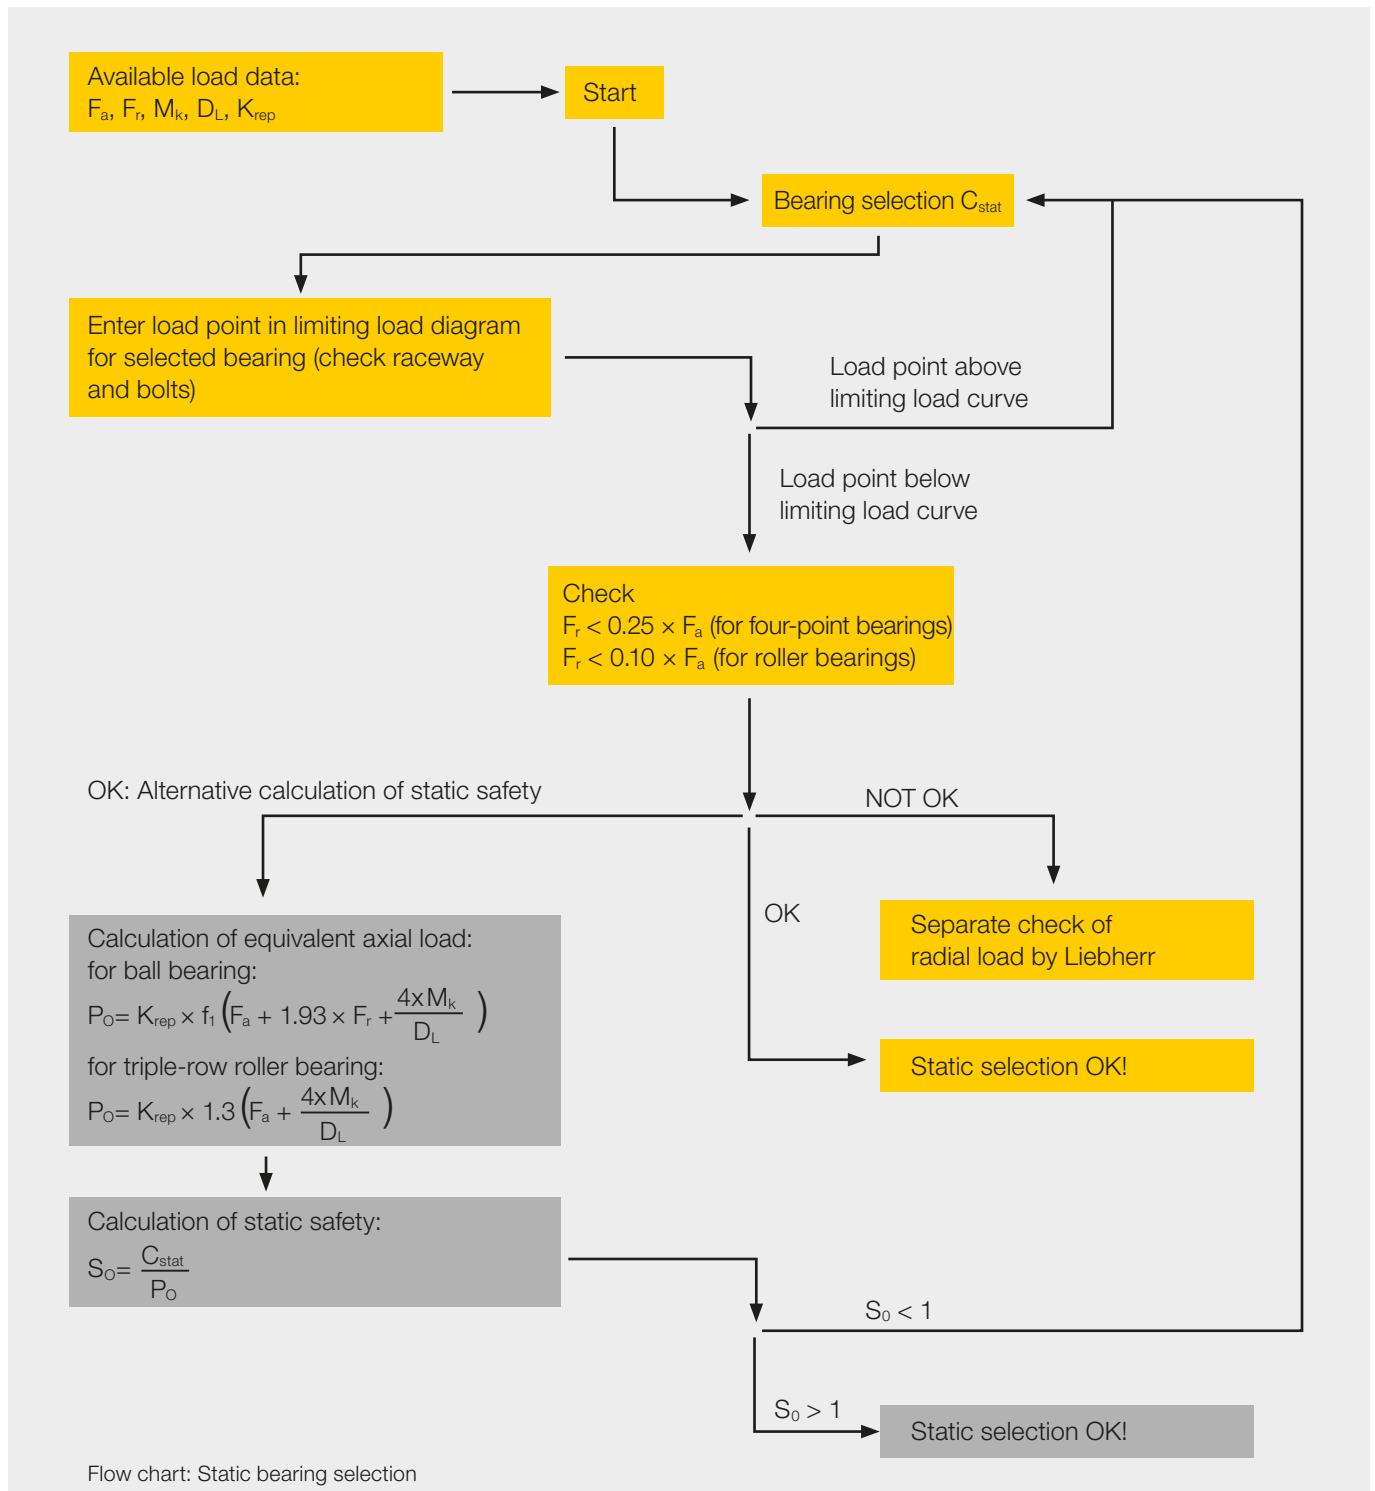 Available load data:
Fa, Fr, Mk, DL, Krep
Start
Bearing selection Cstat
Enter load point in limiting load diagram
for selected bearing (check raceway
and bolts)
Load point above
limiting load curve
Load point below
limiting load curve
Check
Fr < 0.25 × Fa (for four-point bearings)
Fr < 0.10 × Fa (for roller bearings)
OK: Alternative calculation of static safety
NOT OK
OK
Separate check of
radial load by Liebherr
Static selection OK!
Calculation of equivalent axial load:
for ball bearing:
PO= Krep × f1 (Fa + 1.93 × Fr + 4xMk / DL)
for triple-row roller bearing:
PO= Krep × 1.3 (Fa + 4xMk / DL)
Calculation of static safety:
SO= Cstat / PO
S0 < 1
S0 > 1
Static selection OK!
Flow chart: Static bearing selection